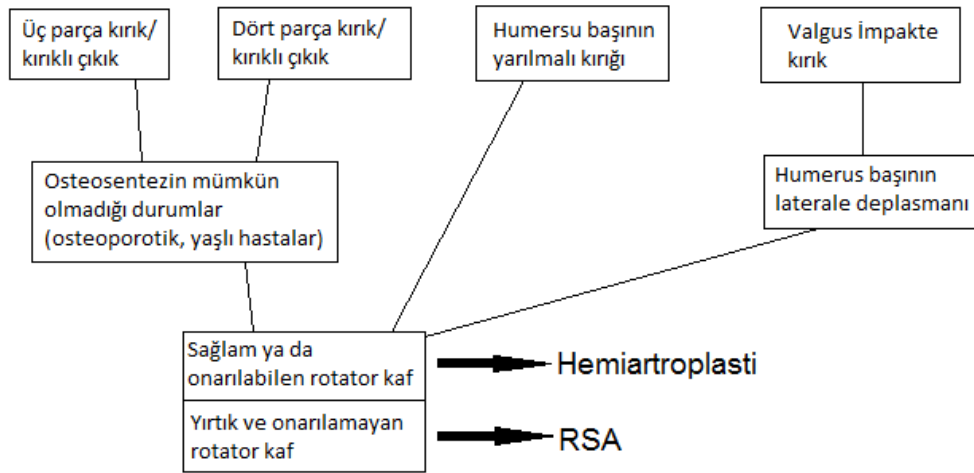 Üç parça kırık/
kırıklı çıkık
Dört parça kırık/
kırıklı çıkık
Humersu başının
yarılmalı kırığı
Valgus İmpakte
kırık
Osteosentezin mümkün
olmadığı durumlar
(osteoporotik, yaşlı hastalar)
Humerus başının
laterale deplasmanı
Sağlam ya da
onarılabilen rotator kaf
Hemiartroplasti
Yırtık ve onarılamayan
rotator kaf
RSA